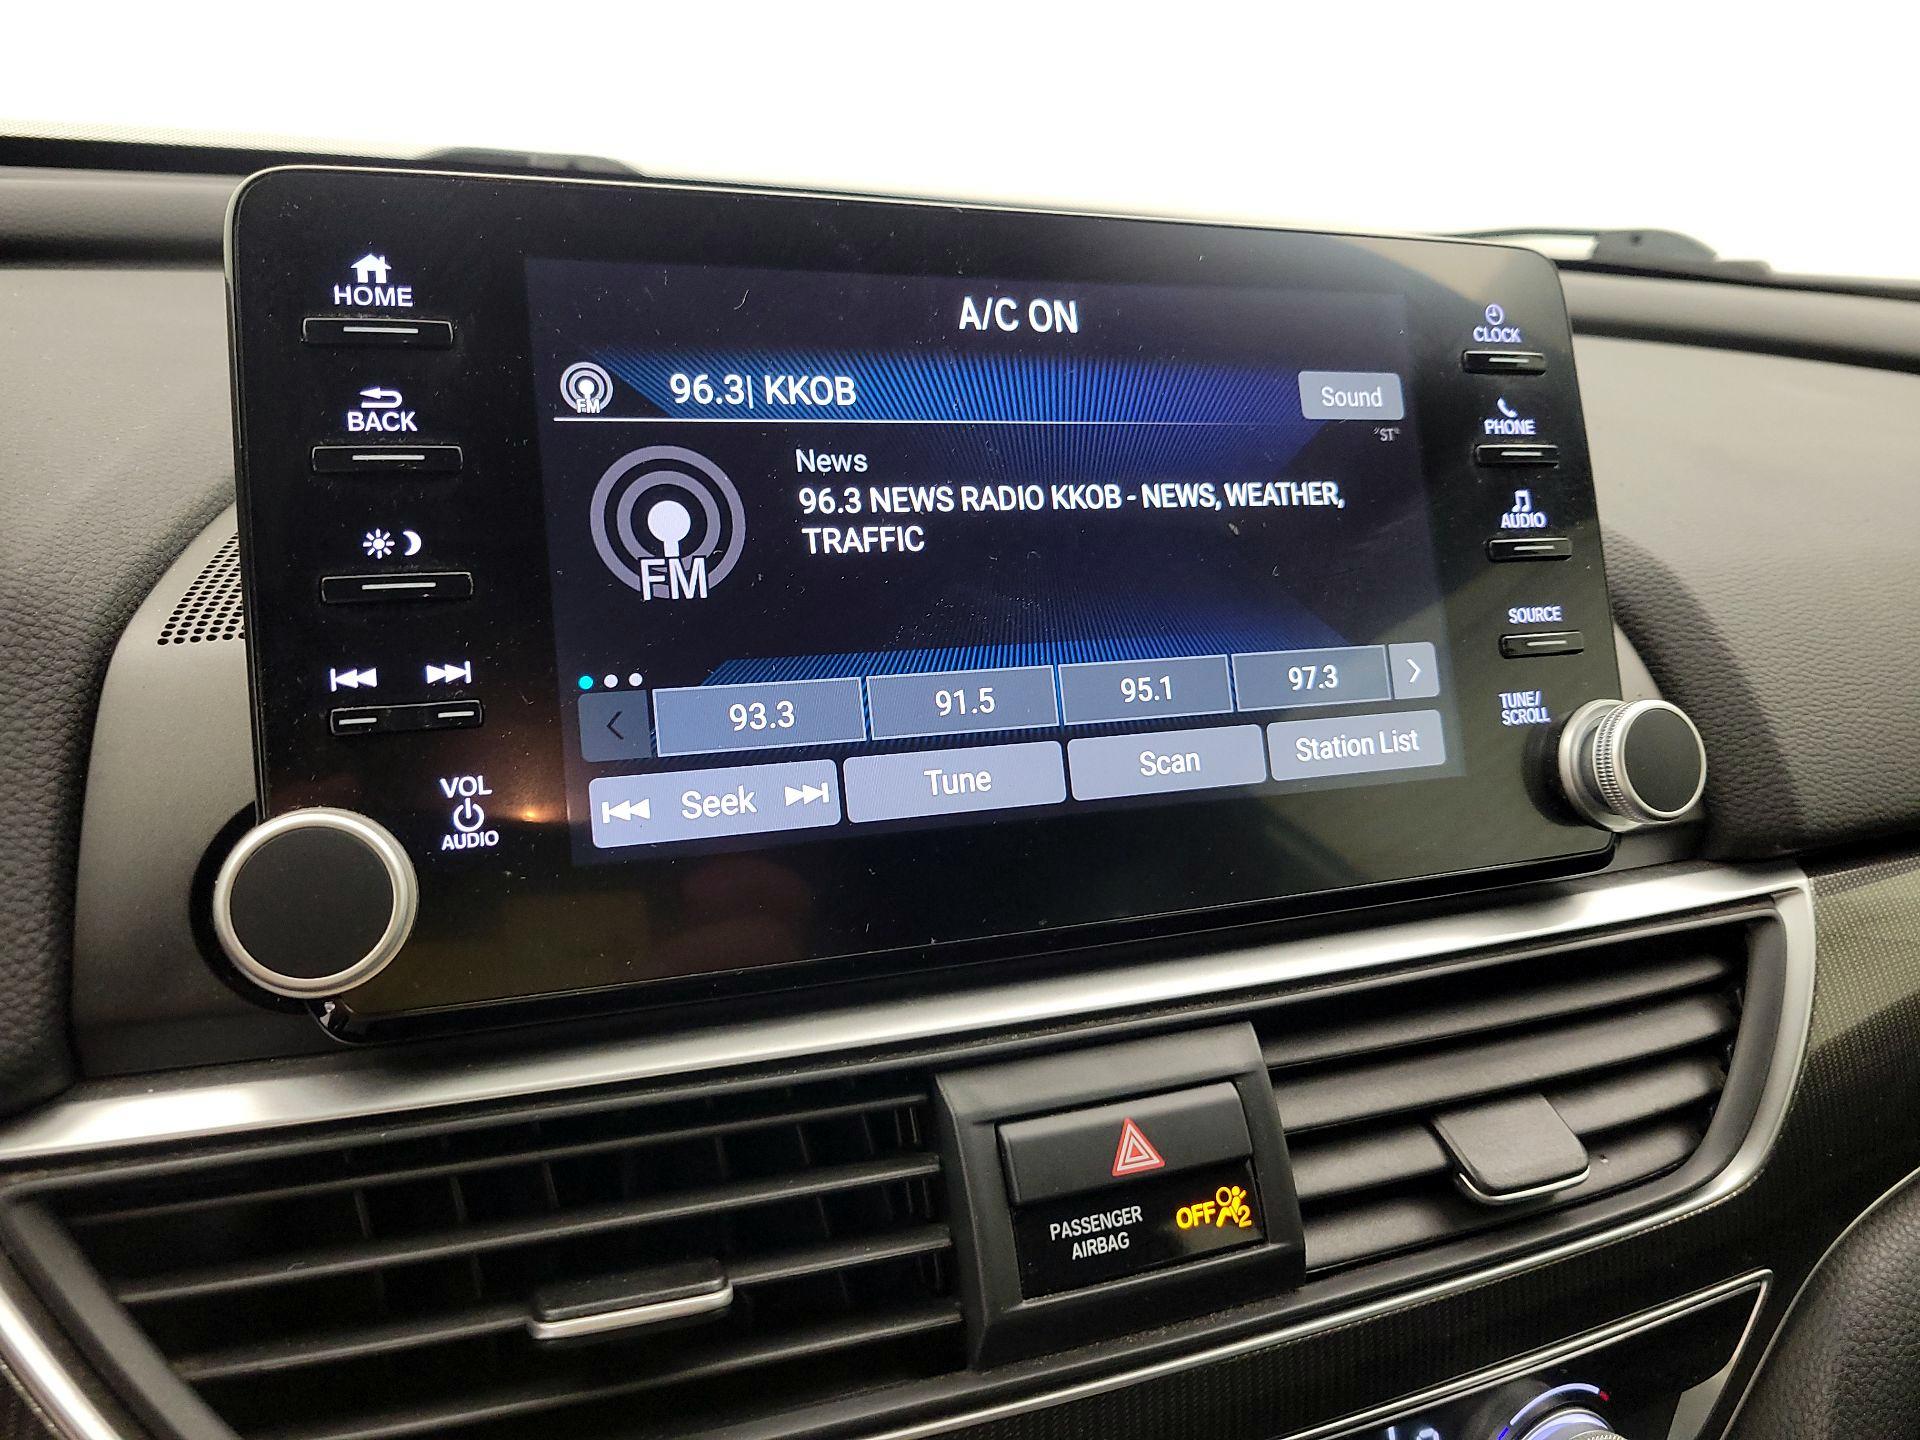 HOME
A/C ON
CLOCK
FM
96.3| KKOB
Sound
BACK
PHONE
"ST"
News
96.3 NEWS RADIO KKOB - NEWS, WEATHER,
TRAFFIC
FM
AUDIO
SOURCE
93.3
91.5
95.1
97.3
TUNE/
SCROLL
Seek
Tune
Scan
Station List
VOL
AUDIO
PASSENGER
AIRBAG
OFF
2